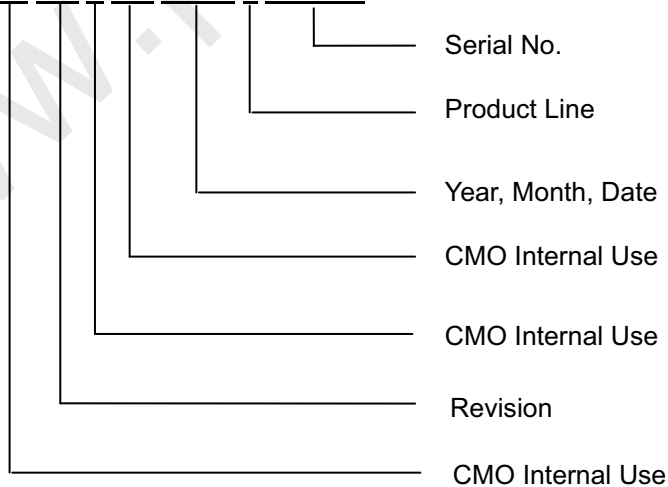 Serial No.
Product Line
Year, Month, Date
CMO Internal Use
CMO Internal Use
Revision
CMO Internal Use